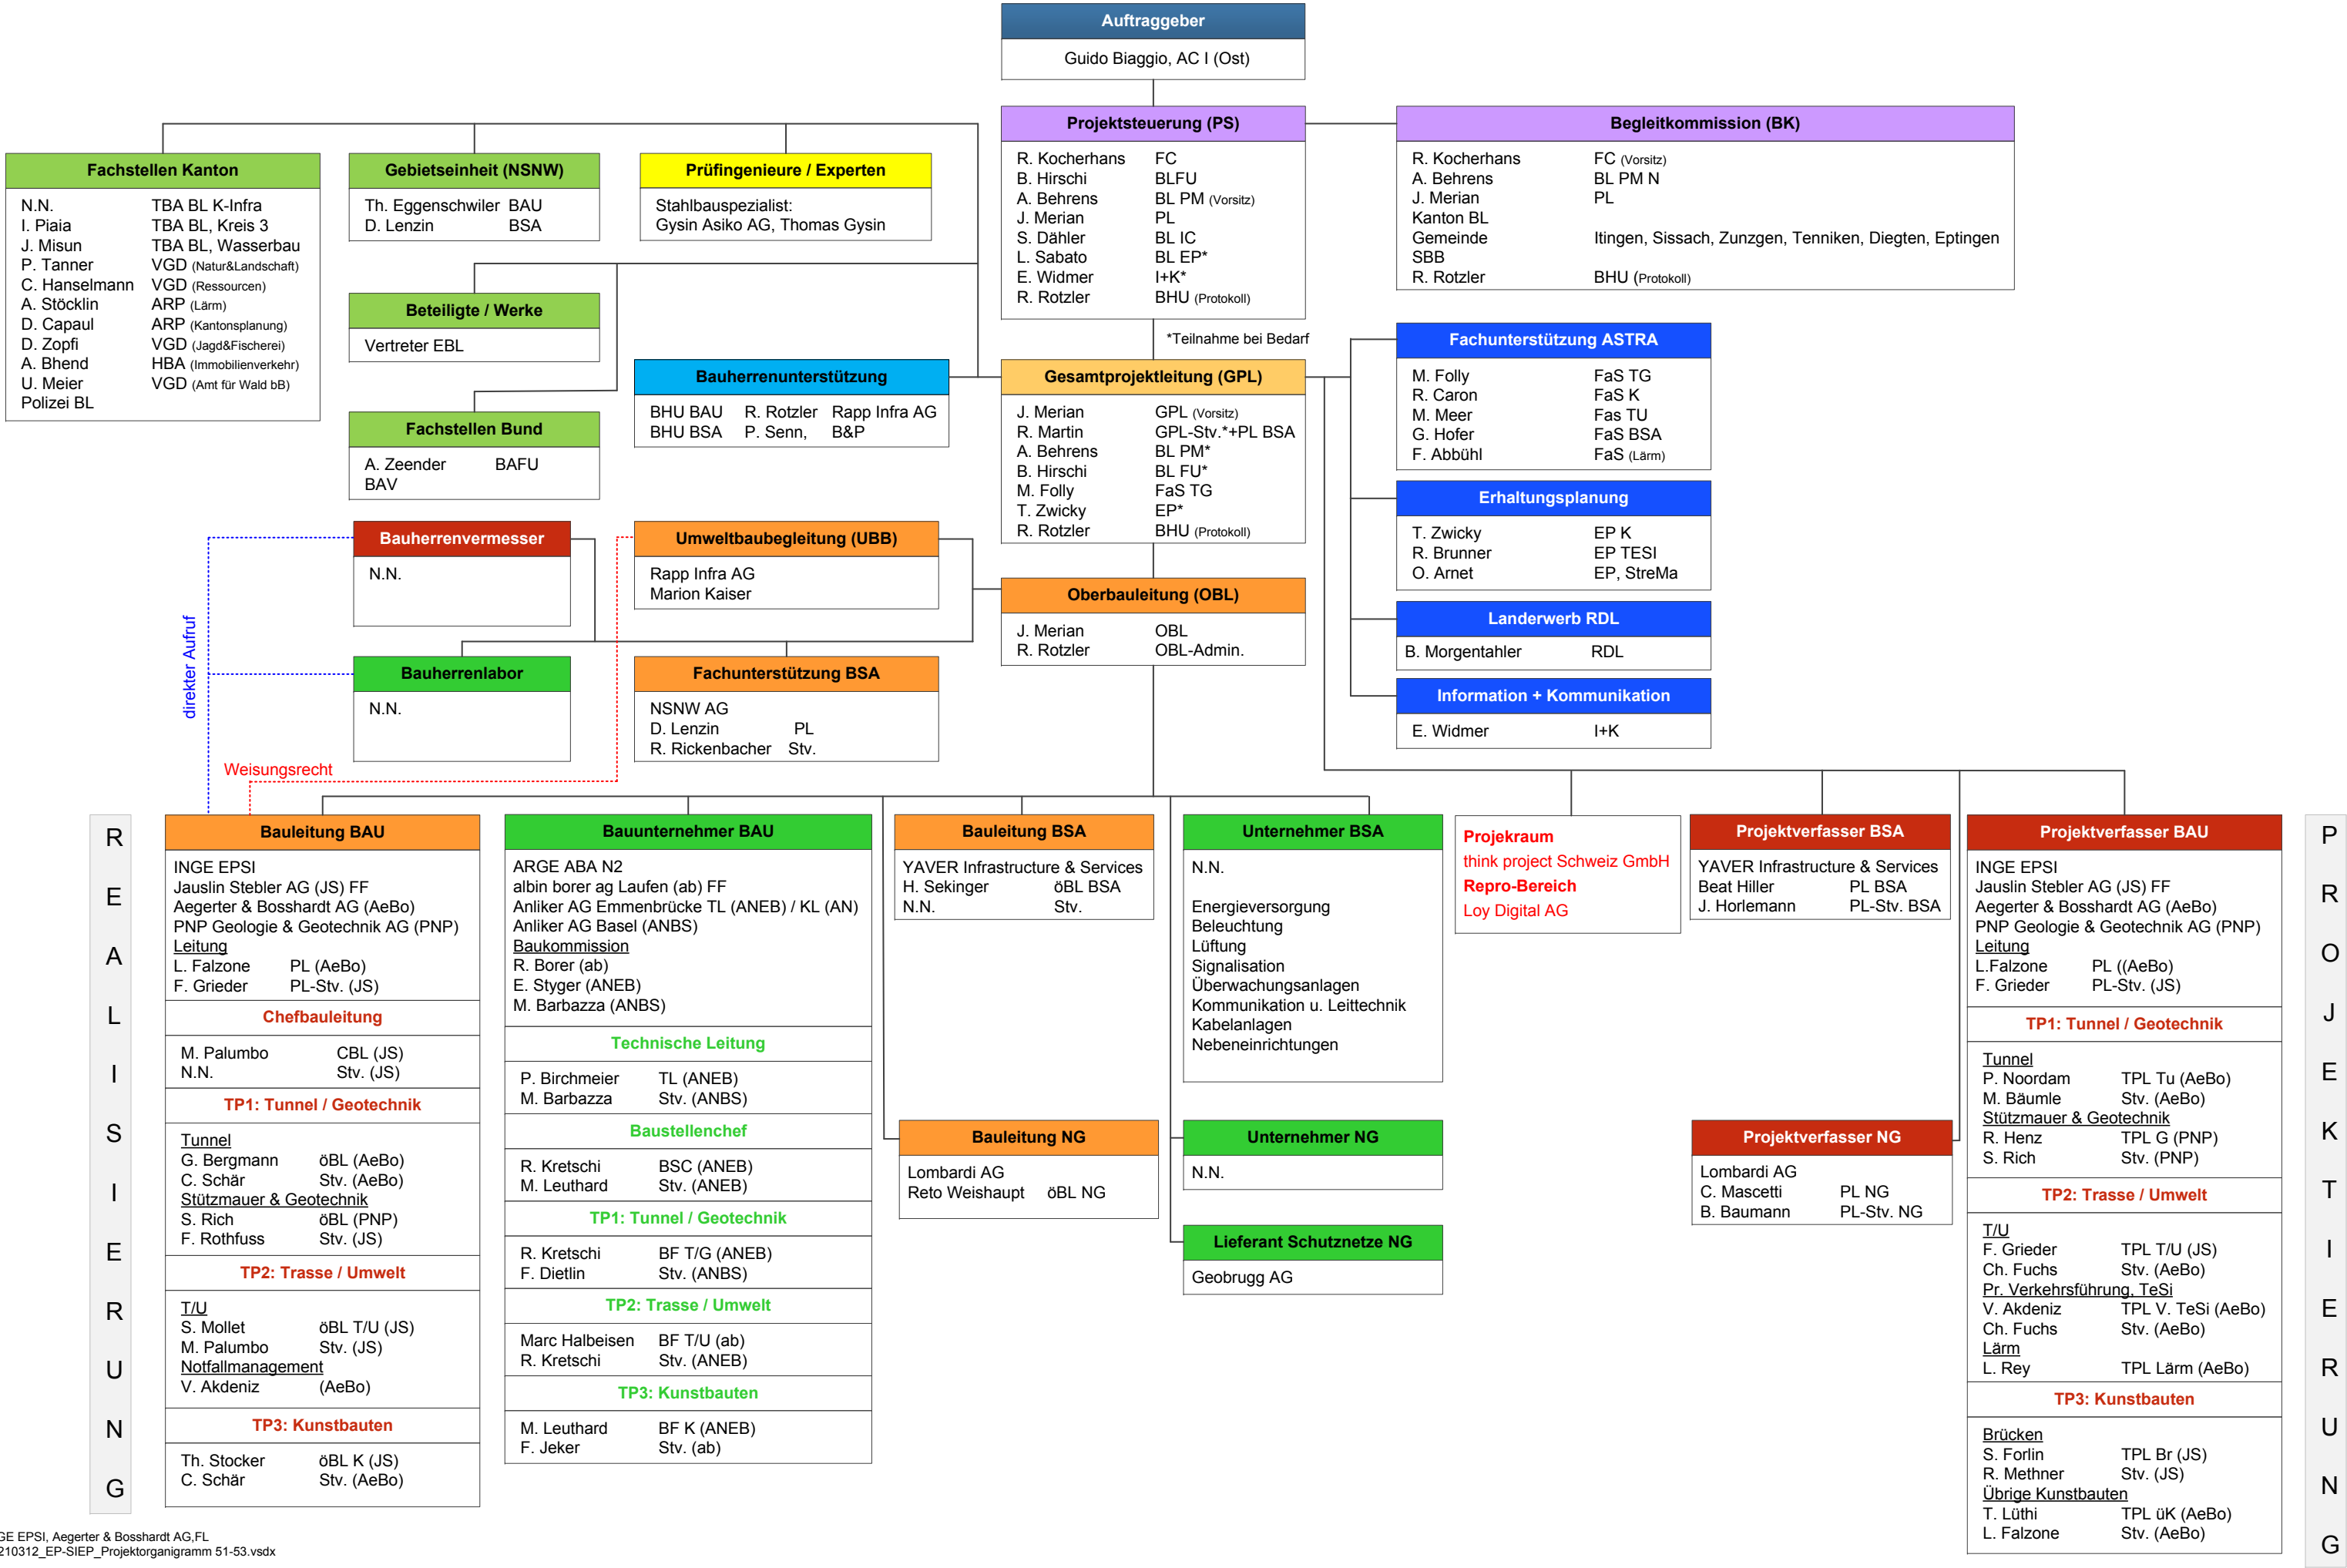 Auftraggeber
Guido Biaggio, AC I (Ost)
Projektsteuerung (PS)
R. Kocherhans FC
B. Hirschi BLFU
A. Behrens BL PM (Vorsitz)
J. Merian PL
S. Dähler BL IC
L. Sabato BL EP*
E. Widmer I+K*
R. Rotzler BHU (Protokoll)
*Teilnahme bei Bedarf
Begleitkommission (BK)
R. Kocherhans FC (Vorsitz)
A. Behrens BL PM N
J. Merian PL
Kanton BL
Gemeinde Itingen, Sissach, Zunzgen, Tenniken, Diegten, Eptingen
SBB
R. Rotzler BHU (Protokoll)
Fachstellen Kanton
N.N. TBA BL K-Infra
I. Piaia TBA BL, Kreis 3
J. Misun TBA BL, Wasserbau
P. Tanner VGD (Natur&Landschaft)
C. Hanselmann VGD (Ressourcen)
A. Stöcklin ARP (Lärm)
D. Capaul ARP (Kantonsplanung)
D. Zopfi VGD (Jagd&Fischerei)
A. Bhend HBA (Immobilienverkehr)
U. Meier VGD (Amt für Wald bB)
Polizei BL
Gebietseinheit (NSNW)
Th. Eggenschwiler BAU
D. Lenzin BSA
Prüfingenieure / Experten
Stahlbauspezialist:
Gysin Asiko AG, Thomas Gysin
Beteiligte / Werke
Vertreter EBL
Bauherrenunterstützung
BHU BAU R. Rotzler Rapp Infra AG
BHU BSA P. Senn, B&P
Fachstellen Bund
A. Zeender BAFU
BAV
Gesamtprojektleitung (GPL)
J. Merian GPL (Vorsitz)
R. Martin GPL-Stv.*+PL BSA
A. Behrens BL PM*
B. Hirschi BL FU*
M. Folly FaS TG
T. Zwicky EP*
R. Rotzler BHU (Protokoll)
Fachunterstützung ASTRA
M. Folly FaS TG
R. Caron FaS K
M. Meer Fas TU
G. Hofer FaS BSA
F. Abbühl FaS (Lärm)
Erhaltungsplanung
T. Zwicky EP K
R. Brunner EP TESI
O. Arnet EP, StreMa
Landerwerb RDL
B. Morgentahler RDL
Information + Kommunikation
E. Widmer I+K
Bauherrenvermesser
N.N.
Umweltbaubegleitung (UBB)
Rapp Infra AG
Marion Kaiser
Oberbauleitung (OBL)
J. Merian OBL
R. Rotzler OBL-Admin.
Bauherrenlabor
N.N.
Fachunterstützung BSA
NSNW AG
D. Lenzin PL
R. Rickenbacher Stv.
direkter Aufruf
Weisungsrecht
REALISIERUNG
Bauleitung BAU
INGE EPSI
Jauslin Stebler AG (JS) FF
Aegerter & Bosshardt AG (AeBo)
PNP Geologie & Geotechnik AG (PNP)
Leitung
L. Falzone PL (AeBo)
F. Grieder PL-Stv. (JS)
Chefbauleitung
M. Palumbo CBL (JS)
N.N. Stv. (JS)
TP1: Tunnel / Geotechnik
Tunnel
G. Bergmann öBL (AeBo)
C. Schär Stv. (AeBo)
Stützmauer & Geotechnik
S. Rich öBL (PNP)
F. Rothfuss Stv. (JS)
TP2: Trasse / Umwelt
T/U
S. Mollet öBL T/U (JS)
M. Palumbo Stv. (JS)
Notfallmanagement
V. Akdeniz (AeBo)
TP3: Kunstbauten
Th. Stocker öBL K (JS)
C. Schär Stv. (AeBo)
Bauunternehmer BAU
ARGE ABA N2
albin borer ag Laufen (ab) FF
Anliker AG Emmenbrücke TL (ANEB) / KL (AN)
Anliker AG Basel (ANBS)
Baukommission
R. Borer (ab)
E. Styger (ANEB)
M. Barbazza (ANBS)
Technische Leitung
P. Birchmeier TL (ANEB)
M. Barbazza Stv. (ANBS)
Baustellenchef
R. Kretschi BSC (ANEB)
M. Leuthard Stv. (ANEB)
TP1: Tunnel / Geotechnik
R. Kretschi BF T/G (ANEB)
F. Dietlin Stv. (ANBS)
TP2: Trasse / Umwelt
Marc Halbeisen BF T/U (ab)
R. Kretschi Stv. (ANEB)
TP3: Kunstbauten
M. Leuthard BF K (ANEB)
F. Jeker Stv. (ab)
Bauleitung BSA
YAVER Infrastructure & Services
H. Sekinger öBL BSA
N.N. Stv.
Bauleitung NG
Lombardi AG
Reto Weishaupt öBL NG
Unternehmer BSA
N.N.
Energieversorgung
Beleuchtung
Lüftung
Signalisation
Überwachungsanlagen
Kommunikation u. Leittechnik
Kabelanlagen
Nebeneinrichtungen
Unternehmer NG
N.N.
Lieferant Schutznetze NG
Geobrugg AG
Projekraum
think project Schweiz GmbH
Repro-Bereich
Loy Digital AG
Projektverfasser BSA
YAVER Infrastructure & Services
Beat Hiller PL BSA
J. Horlemann PL-Stv. BSA
Projektverfasser NG
Lombardi AG
C. Mascetti PL NG
B. Baumann PL-Stv. NG
Projektverfasser BAU
INGE EPSI
Jauslin Stebler AG (JS) FF
Aegerter & Bosshardt AG (AeBo)
PNP Geologie & Geotechnik AG (PNP)
Leitung
L.Falzone PL ((AeBo)
F. Grieder PL-Stv. (JS)
TP1: Tunnel / Geotechnik
Tunnel
P. Noordam TPL Tu (AeBo)
M. Bäumle Stv. (AeBo)
Stützmauer & Geotechnik
R. Henz TPL G (PNP)
S. Rich Stv. (PNP)
TP2: Trasse / Umwelt
T/U
F. Grieder TPL T/U (JS)
Ch. Fuchs Stv. (AeBo)
Pr. Verkehrsführung, TeSi
V. Akdeniz TPL V. TeSi (AeBo)
Ch. Fuchs Stv. (AeBo)
Lärm
L. Rey TPL Lärm (AeBo)
TP3: Kunstbauten
Brücken
S. Forlin TPL Br (JS)
R. Methner Stv. (JS)
Übrige Kunstbauten
T. Lüthi TPL üK (AeBo)
L. Falzone Stv. (AeBo)
PROJEKTIERUNG
GE EPSI, Aegerter & Bosshardt AG,FL
210312_EP-SIEP_Projektorganigramm 51-53.vsdx